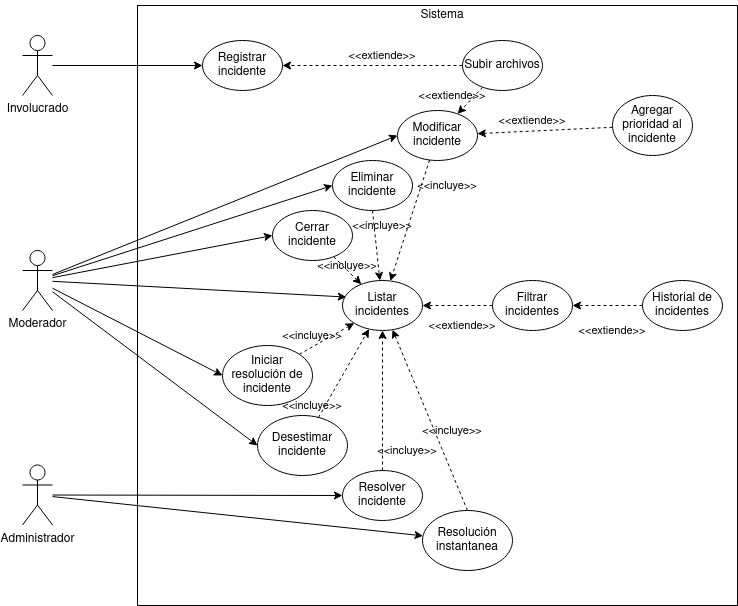 Sistema
Registrar
incidente
<<extiende>>
Subir archivos
Involucrado
<<extiende>>
Modificar
incidente
<<extiende>>
Agregar
prioridad al
incidente
Eliminar
incidente
<<incluye>>
Cerrar
incidente
<<incluye>>
<<incluye>>
Moderador
Listar
incidentes
<<extiende>>
Filtrar
incidentes
<<extiende>>
Historial de
incidentes
<<incluye>>
Iniciar
resolución de
incidente
<<incluye>>
Desestimar
incidente
<<incluye>>
<<incluye>>
Administrador
Resolver
incidente
Resolución
instantanea